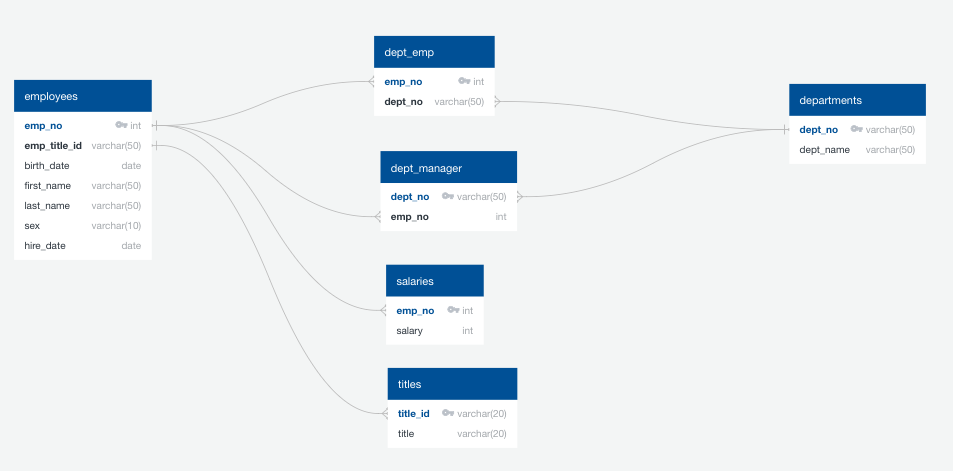 employees
emp_no int
emp_title_id varchar(50)
birth_date date
first_name varchar(50)
last_name varchar(50)
sex varchar(10)
hire_date date
dept_emp
emp_no int
dept_no varchar(50)
dept_manager
dept_no varchar(50)
emp_no int
salaries
emp_no int
salary int
titles
title_id varchar(20)
title varchar(20)
departments
dept_no varchar(50)
dept_name varchar(50)